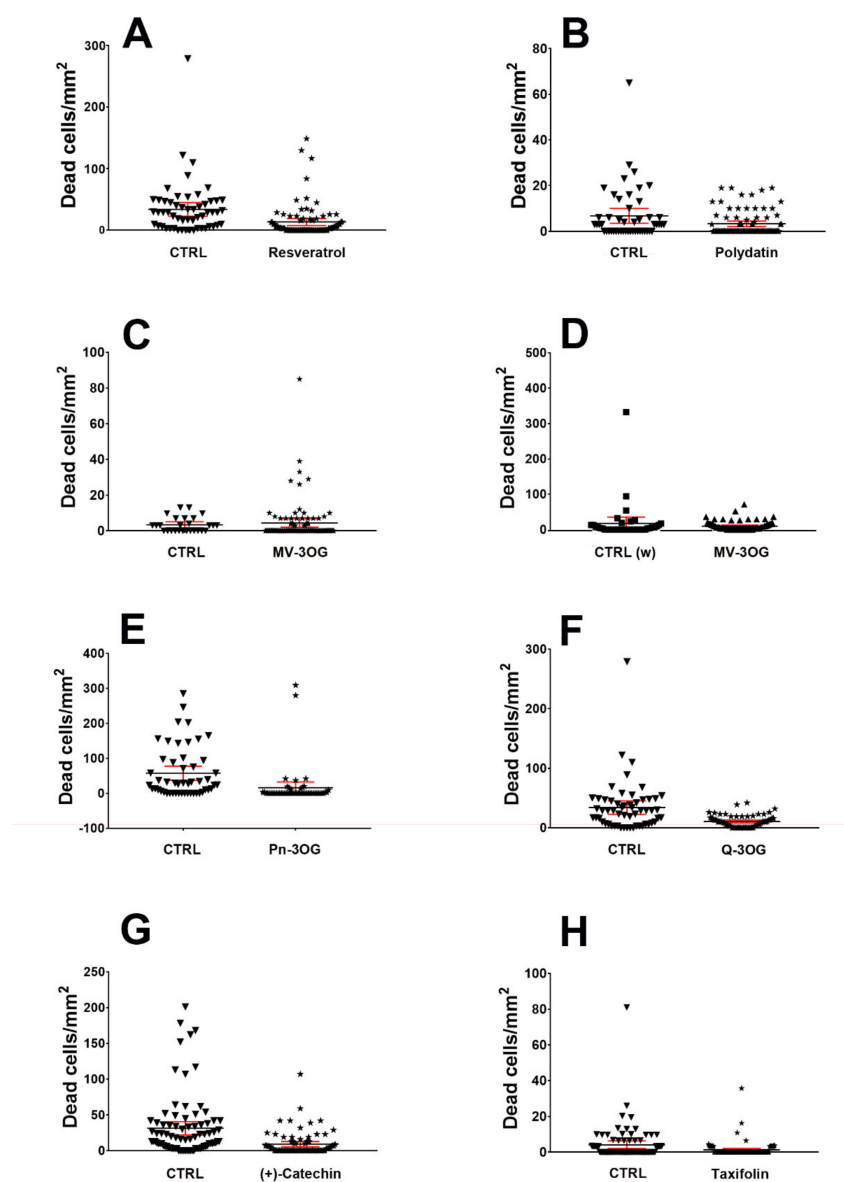 A
B
Dead cells/mm²
300
200
100
0
CTRL
Resveratrol
Dead cells/mm²
80
60
40
20
0
CTRL
Polydatin
C
D
Dead cells/mm²
100
80
60
40
20
0
CTRL
MV-3OG
Dead cells/mm²
500
400
300
200
100
0
CTRL (w)
MV-3OG
E
F
Dead cells/mm²
400
300
200
100
0
-100
CTRL
Pn-3OG
Dead cells/mm²
300
200
100
0
CTRL
Q-3OG
G
H
Dead cells/mm²
250
200
150
100
50
0
CTRL
(+)-Catechin
Dead cells/mm²
100
80
60
40
20
0
CTRL
Taxifolin